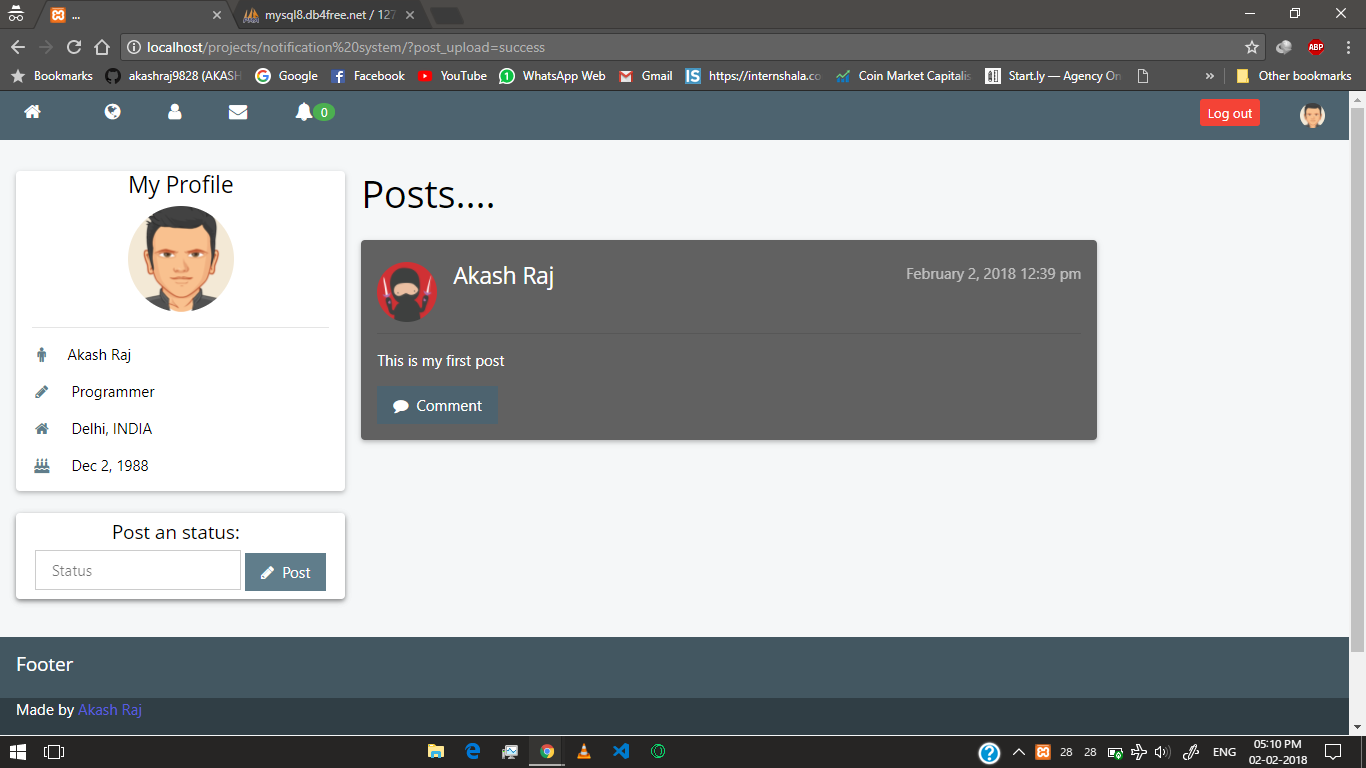 ...
mysql8.db4free.net / 127
localhost/projects/notification%20system/?post_upload=success
ABP
Bookmarks akashraj9828 (AKASH Google Facebook YouTube 1 WhatsApp Web Gmail IS https://internshala.co Coin Market Capitalis Start.ly — Agency On » Other bookmarks
0 Log out
My Profile
Akash Raj
Programmer
Delhi, INDIA
Dec 2, 1988
Post an status:
Status Post
Posts....
Akash Raj February 2, 2018 12:39 pm
This is my first post
Comment
Footer
Made by Akash Raj
? 28 28 ENG 05:10 PM
02-02-2018